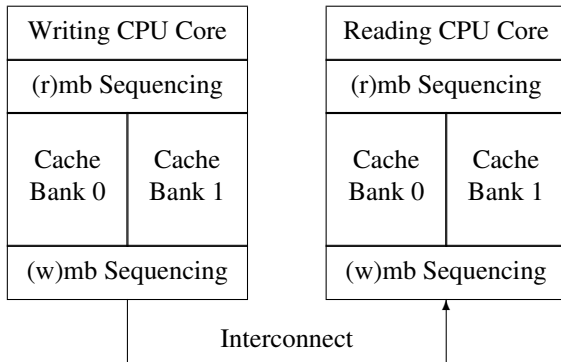 Writing CPU Core
(r)mb Sequencing
Cache
Bank 0
Cache
Bank 1
(w)mb Sequencing
Reading CPU Core
(r)mb Sequencing
Cache
Bank 0
Cache
Bank 1
(w)mb Sequencing
Interconnect